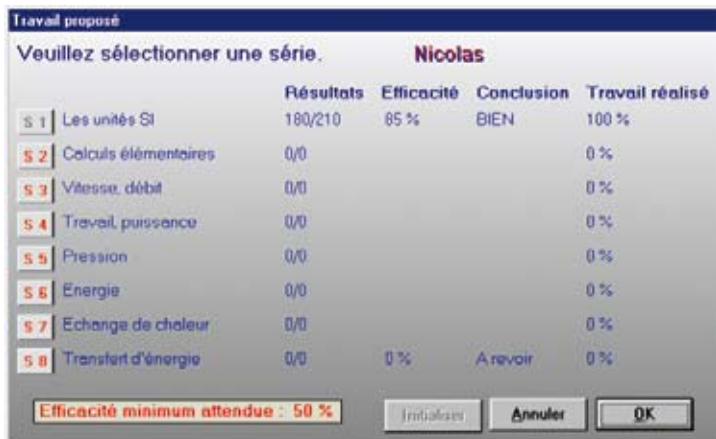 Travail proposé
Veuillez sélectionner une série. Nicolas
Résultats Efficacité Conclusion Travail réalisé
S 1 Les unités SI 180/210 85 % BIEN 100 %
S 2 Calculs élémentaires 0/0 0 %
S 3 Vitesse, débit 0/0 0 %
S 4 Travail, puissance 0/0 0 %
S 5 Pression 0/0 0 %
S 6 Energie 0/0 0 %
S 7 Echange de chaleur 0/0 0 %
S 8 Transfert d'énergie 0/0 0 % A revoir 0 %
Efficacité minimum attendue : 50 % Initialiser Annuler OK